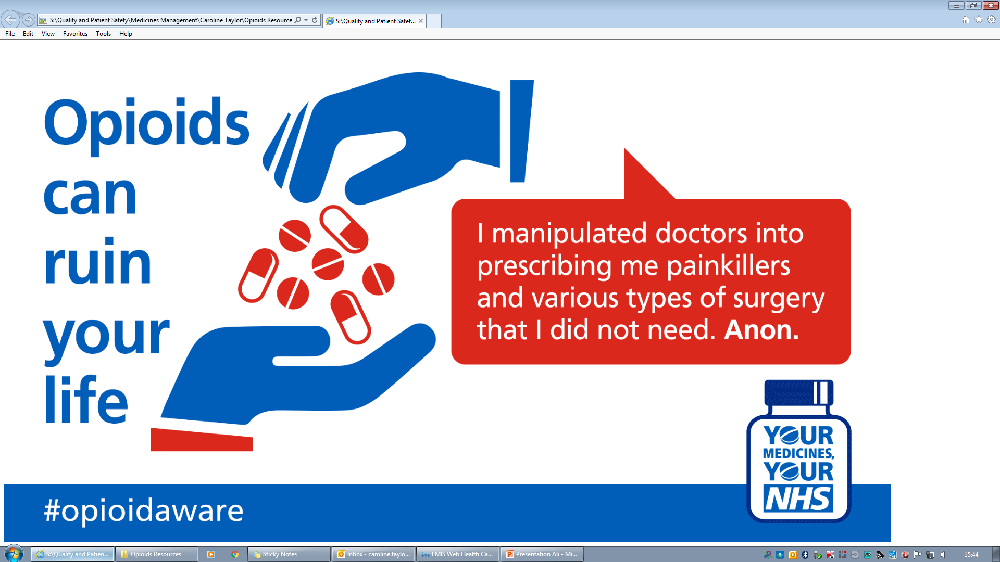 S:\Quality and Patient Safety\Medicines Management\Caroline Taylor\Opioids Resource
S:\Quality and Patient Safet...
File Edit View Favorites Tools Help
Opioids
can
ruin
your
life
I manipulated doctors into
prescribing me painkillers
and various types of surgery
that I did not need. Anon.
YOUR
MEDICINES,
YOUR
NHS
#opioidaware
S:\Quality and Patien...
Opioids Resources
Sticky Notes
Inbox - caroline.taylo...
EMIS Web Health Ca...
Presentation Ali - Mi...
15:44